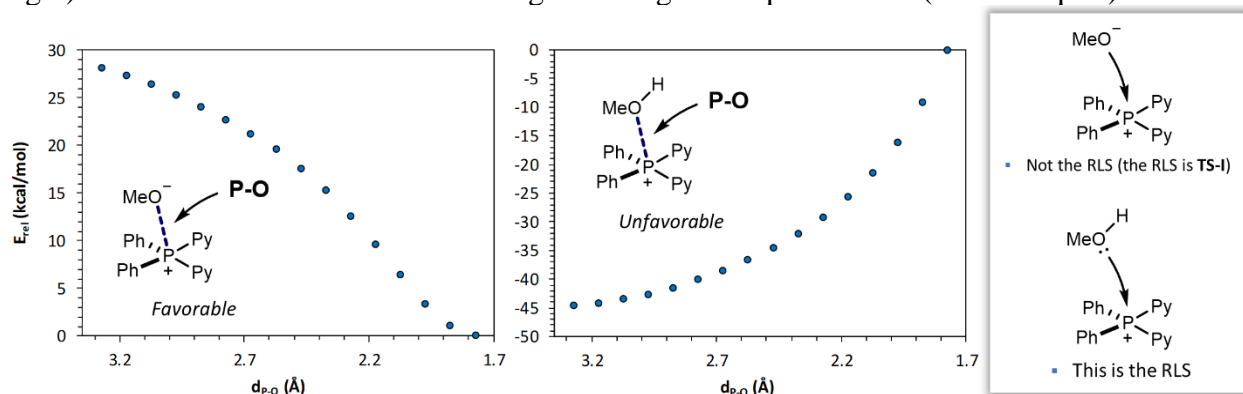 30
25
20
15
10
5
0
E_rel (kcal/mol)
3.2 2.7 2.2 1.7
d_P-O (Å)
MeO⁻
P-O
Ph P Py
Ph + Py
Favorable
0
-5
-10
-15
-20
-25
-30
-35
-40
-45
-50
3.2 2.7 2.2 1.7
d_P-O (Å)
H
MeO
P-O
Ph P Py
Ph + Py
Unfavorable
MeO⁻
Ph P Py
Ph + Py
▪ Not the RLS (the RLS is TS-I)
H
MeO
Ph P Py
Ph + Py
▪ This is the RLS